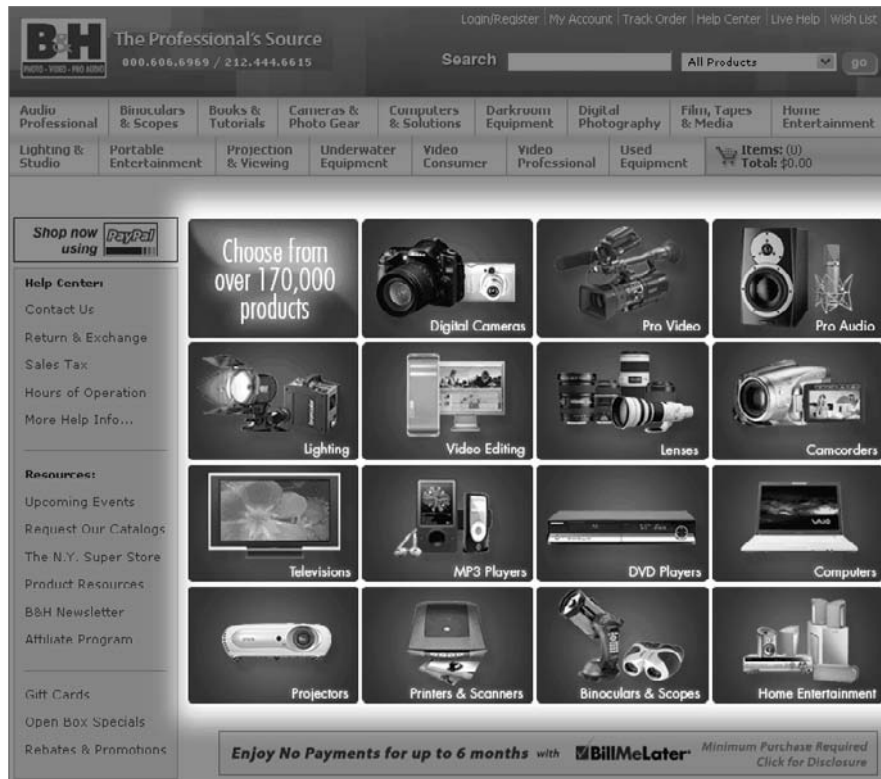 Login/Register | My Account | Track Order | Help Center | Live Help | Wish List
B&H
PHOTO - VIDEO - PRO AUDIO
The Professional's Source
000.606.6969 / 212.444.6615
Search
All Products
go
Audio Professional
Binoculars & Scopes
Books & Tutorials
Cameras & Photo Gear
Computers & Solutions
Darkroom Equipment
Digital Photography
Film, Tapes & Media
Home Entertainment
Lighting & Studio
Portable Entertainment
Projection & Viewing
Underwater Equipment
Video Consumer
Video Professional
Used Equipment
Items: (0)
Total: $0.00
Shop now using PayPal
Help Center:
Contact Us
Return & Exchange
Sales Tax
Hours of Operation
More Help Info...
Resources:
Upcoming Events
Request Our Catalogs
The N.Y. Super Store
Product Resources
B&H Newsletter
Affiliate Program
Gift Cards
Open Box Specials
Rebates & Promotions
Choose from
over 170,000
products
Digital Cameras
Pro Video
Pro Audio
Lighting
Video Editing
Lenses
Camcorders
Televisions
MP3 Players
DVD Players
VAIO
Computers
Projectors
Printers & Scanners
Binoculars & Scopes
Home Entertainment
Enjoy No Payments for up to 6 months with BillMeLater
Minimum Purchase Required
Click for Disclosure